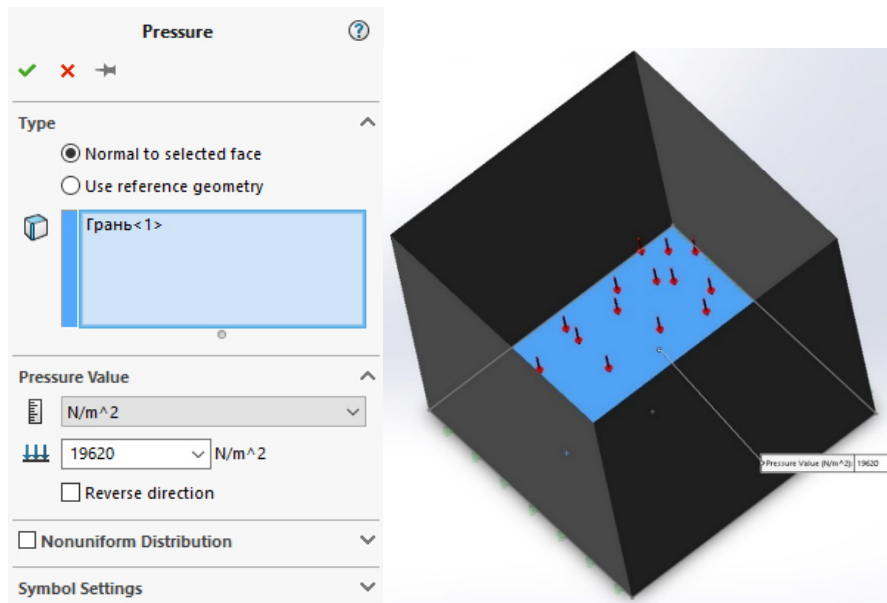 Pressure
Type
Normal to selected face
Use reference geometry
Грань<1>
Pressure Value
N/m^2
19620
N/m^2
Reverse direction
Nonuniform Distribution
Symbol Settings
Pressure Value (N/m^2): 19620